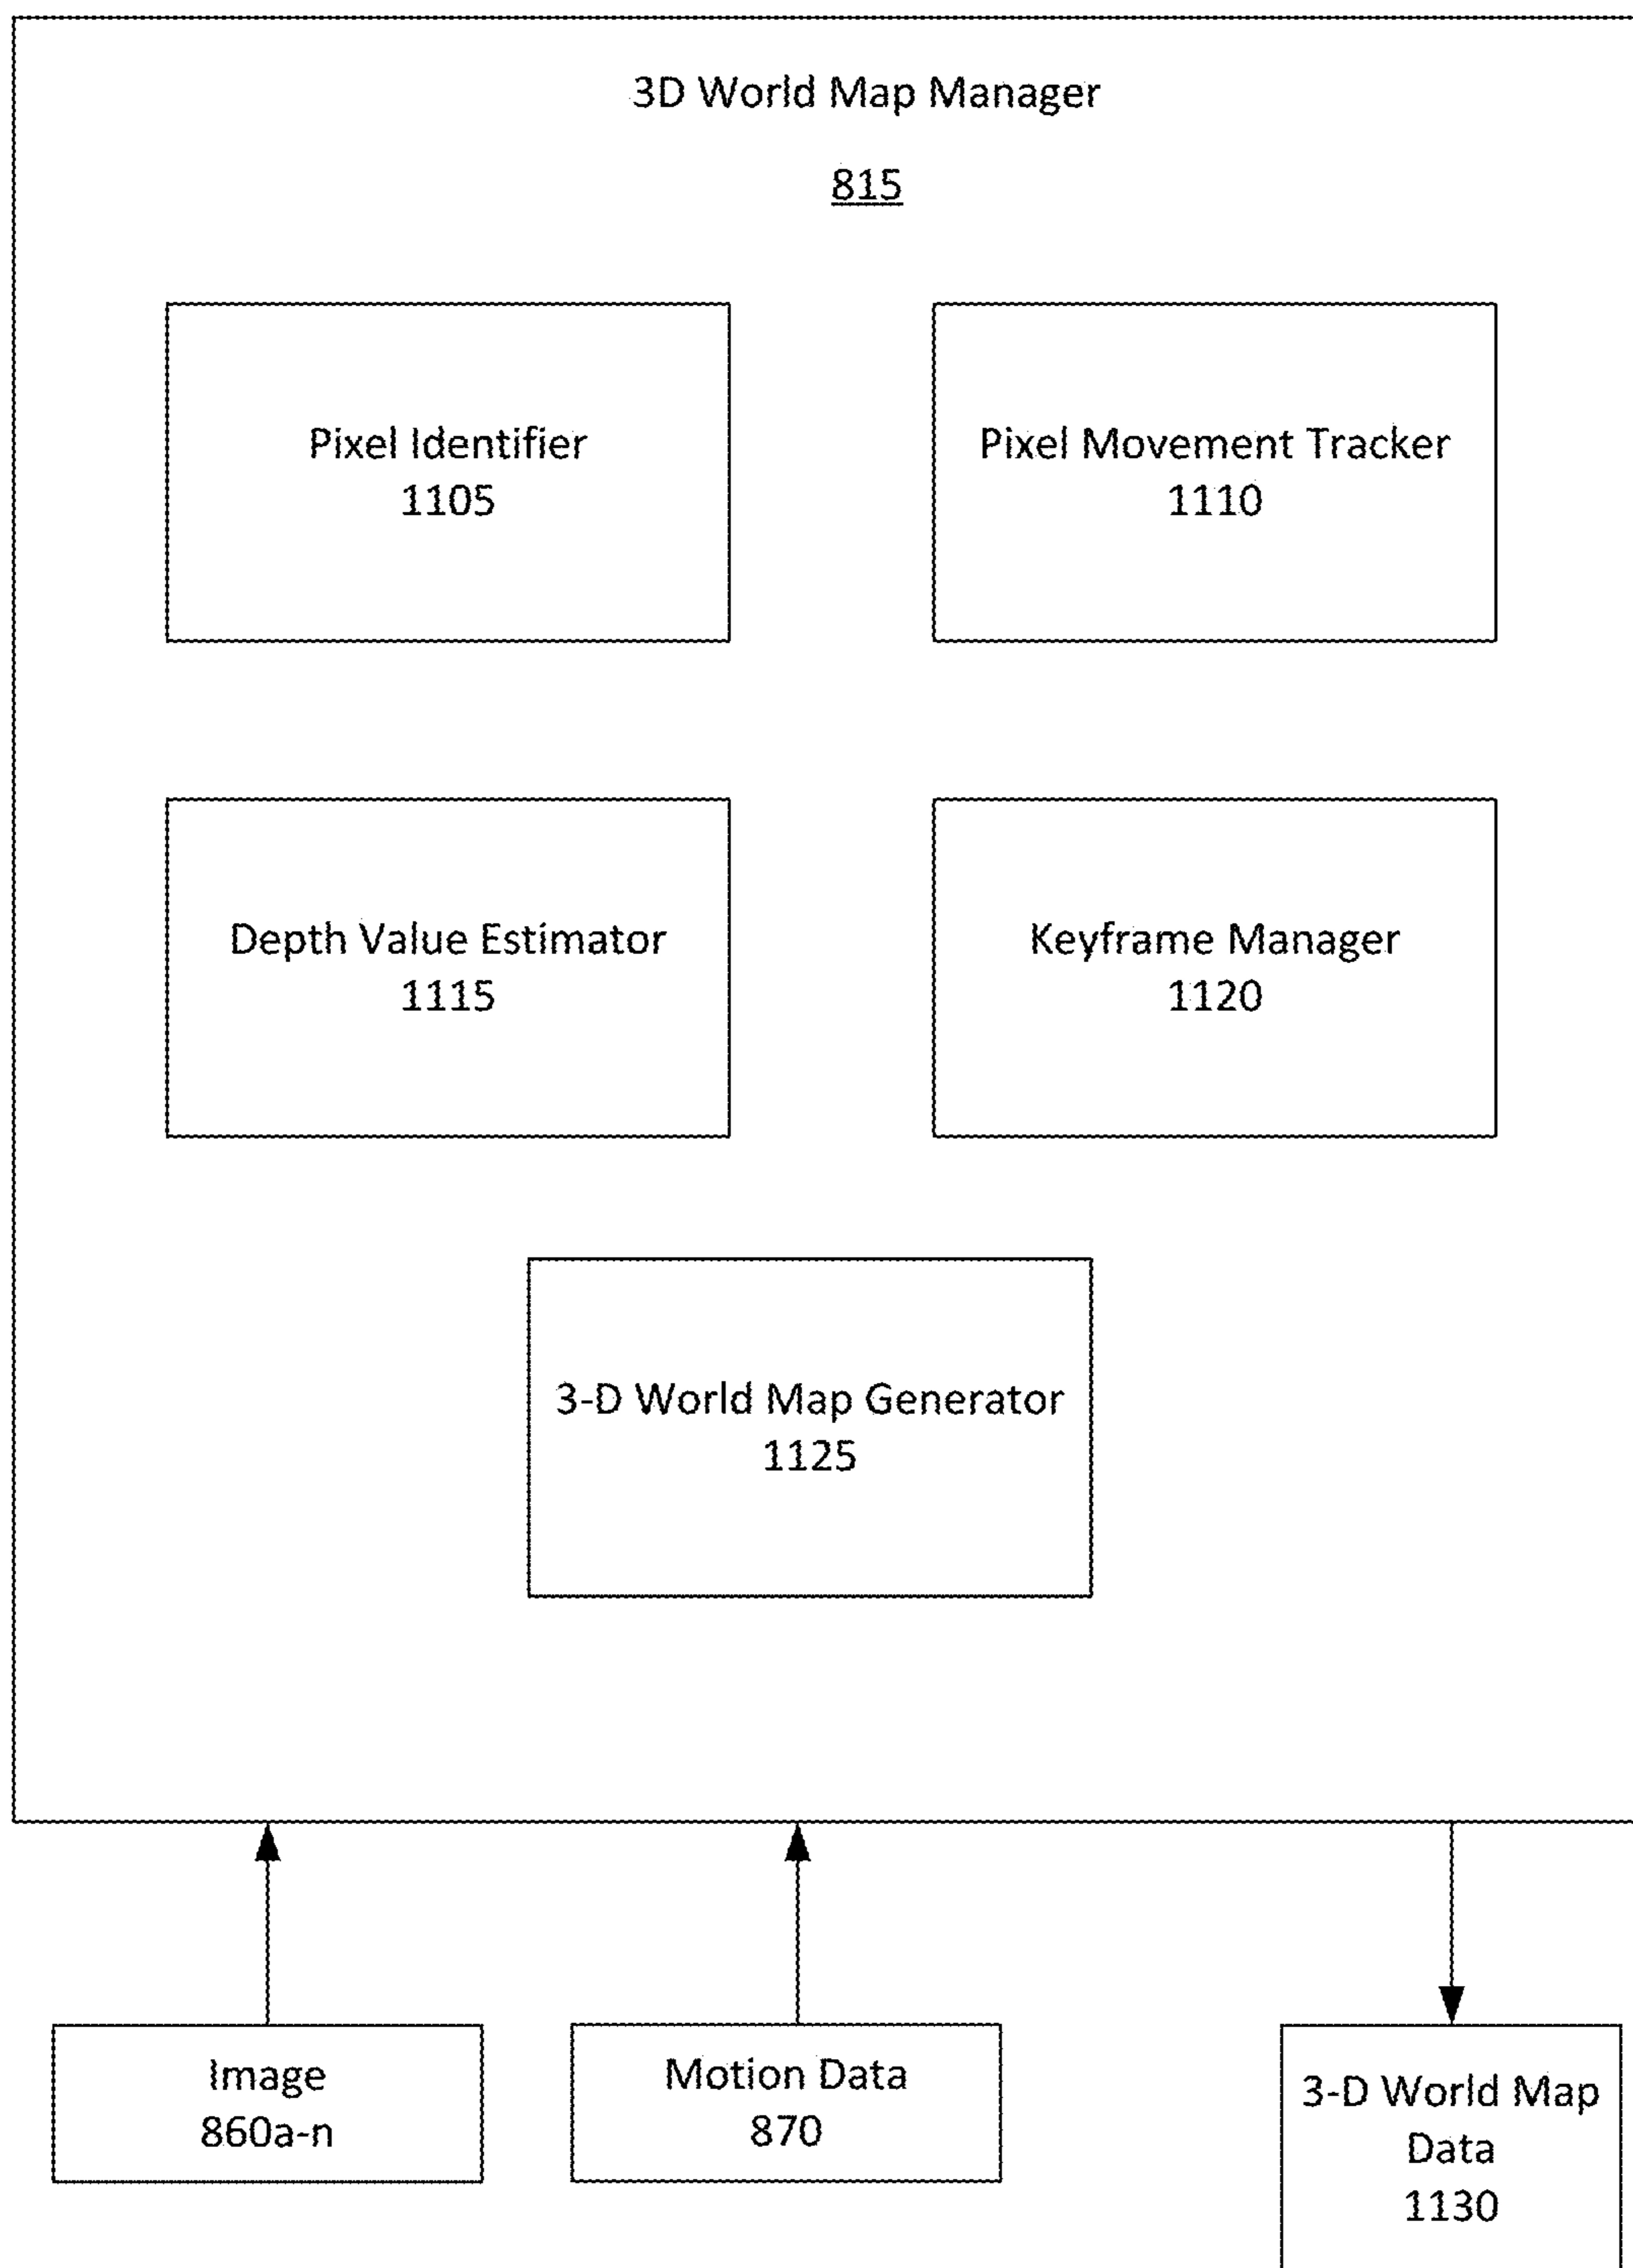 3D World Map Manager
815
Pixel Identifier
1105
Pixel Movement Tracker
1110
Depth Value Estimator
1115
Keyframe Manager
1120
3-D World Map Generator
1125
Image
860a-n
Motion Data
870
3-D World Map
Data
1130